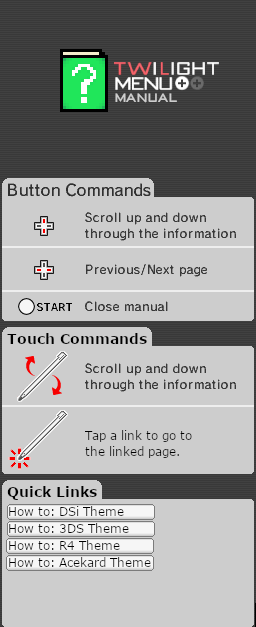 ?
TWILIGHT
MENU++
MANUAL
Button Commands
Scroll up and down
through the information
Previous/Next page
START Close manual
Touch Commands
Scroll up and down
through the information
Tap a link to go to
the linked page.
Quick Links
How to: DSi Theme
How to: 3DS Theme
How to: R4 Theme
How to: Acekard Theme